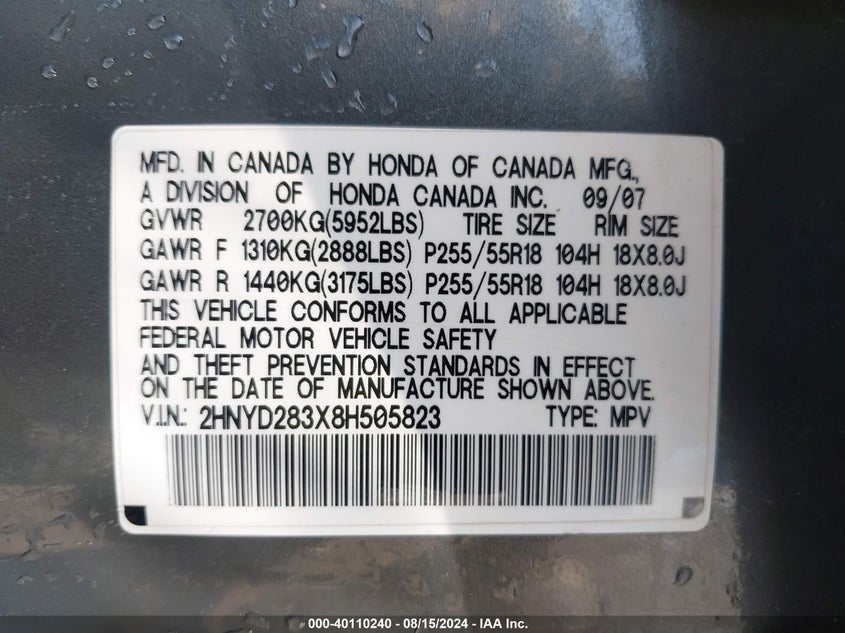 MFD. IN CANADA BY HONDA OF CANADA MFG.,
A DIVISION OF HONDA CANADA INC. 09/07
GVWR 2700KG(5952LBS) TIRE SIZE RIM SIZE
GAWR F 1310KG(2888LBS) P255/55R18 104H 18X8.0J
GAWR R 1440KG(3175LBS) P255/55R18 104H 18X8.0J
THIS VEHICLE CONFORMS TO ALL APPLICABLE
FEDERAL MOTOR VEHICLE SAFETY
AND THEFT PREVENTION STANDARDS IN EFFECT
ON THE DATE OF MANUFACTURE SHOWN ABOVE.
V.I.N.: 2HNYD283X8H505823 TYPE: MPV
000-40110240 - 08/15/2024 - IAA Inc.